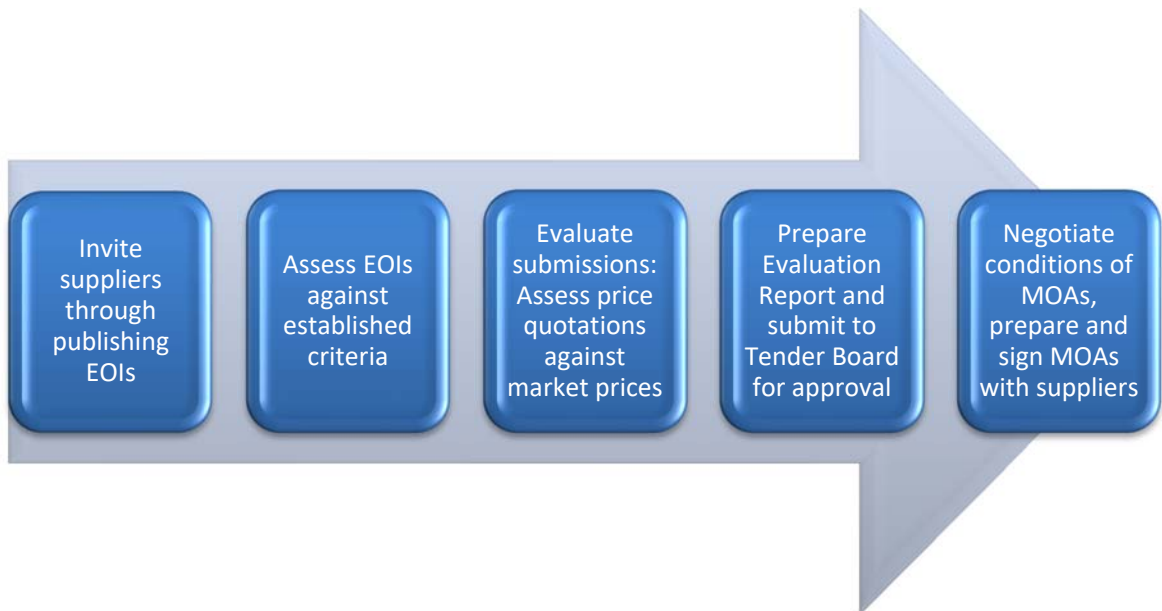 Invite
suppliers
through
publishing
EOIs
Assess EOIs
against
established
criteria
Evaluate
submissions:
Assess price
quotations
against
market prices
Prepare
Evaluation
Report and
submit to
Tender Board
for approval
Negotiate
conditions of
MOAs,
prepare and
sign MOAs
with suppliers